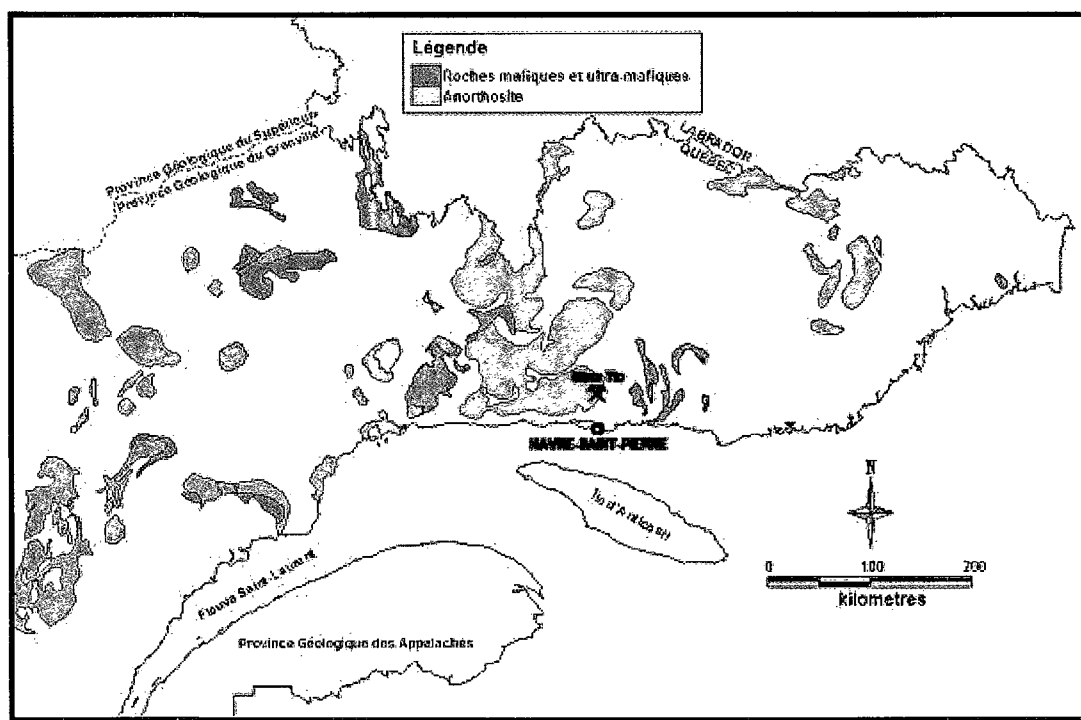 Légende
Roches mafiques et ultra-mafiques
Anorthosite
Province Géologique du Supérieur
Province Géologique du Grenville
LABRADOR
QUÉBEC
HAVRE-SAINT-PIERRE
Île d'Anticosti
N
Fleuve Saint-Laurent
0 100 200
kilometres
Province Géologique des Appalaches